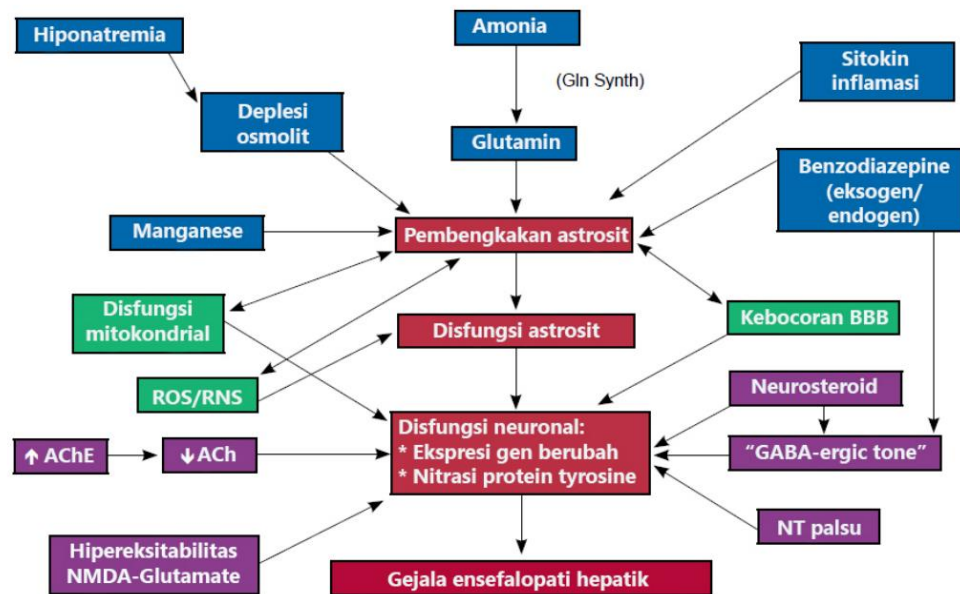 Hiponatremia
Amonia
Sitokin
inflamasi
(Gln Synth)
Deplesi
osmolit
Glutamin
Benzodiazepine
(eksogen/
endogen)
Manganese
Pembengkakan astrosit
Disfungsi
mitokondrial
Disfungsi astrosit
Kebocoran BBB
ROS/RNS
Neurosteroid
Disfungsi neuronal:
* Ekspresi gen berubah
* Nitrasi protein tyrosine
↑ AChE
↓ ACh
“GABA-ergic tone”
NT palsu
Hipereksitabilitas
NMDA-Glutamate
Gejala ensefalopati hepatik